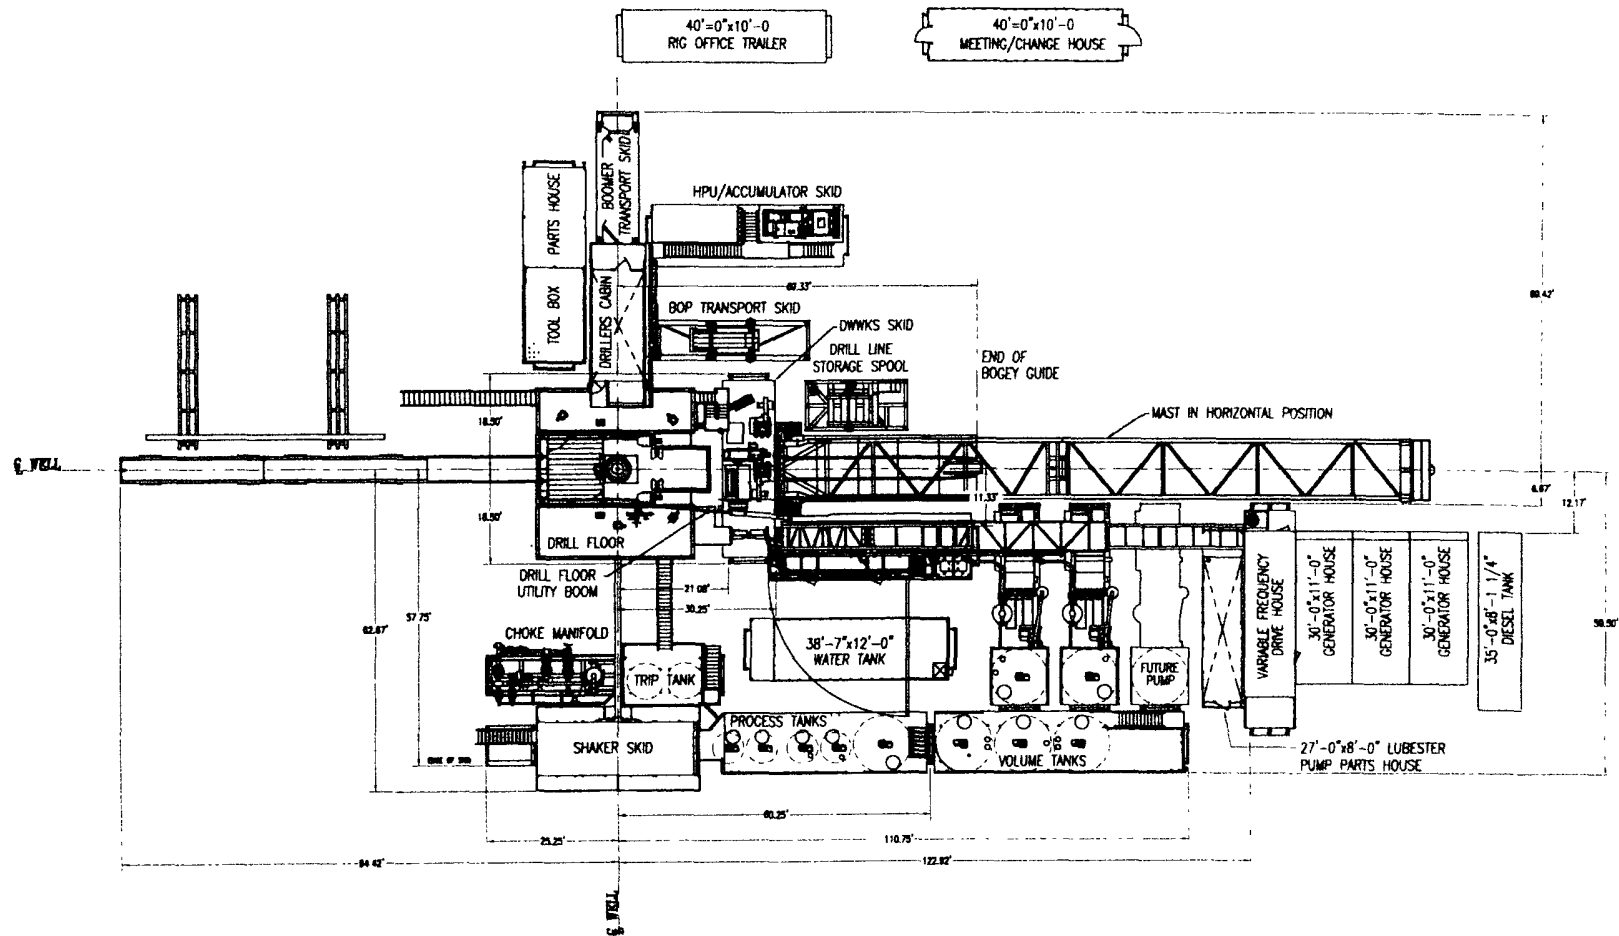 40'=0"x10'-0
RIG OFFICE TRAILER
40'=0"x10'-0
MEETING/CHANGE HOUSE
BOOMER
TRANSPORT SKID
PARTS HOUSE
TOOL BOX
HPU/ACCUMULATOR SKID
DRILLERS CABIN
69.33'
BOP TRANSPORT SKID
DWWKS SKID
DRILL LINE
STORAGE SPOOL
END OF
BOGEY GUIDE
MAST IN HORIZONTAL POSITION
18.50'
WELL
11.33'
6.67'
12.17'
18.50'
DRILL FLOOR
DRILL FLOOR
UTILITY BOOM
21.08'
30.25'
57.75'
62.67'
CHOKE MANIFOLD
TRIP TANK
38'-7"x12'-0"
WATER TANK
FUTURE
PUMP
VARIABLE FREQUENCY
DRIVE HOUSE
30'-0"x11'-0"
GENERATOR HOUSE
30'-0"x11'-0"
GENERATOR HOUSE
30'-0"x11'-0"
GENERATOR HOUSE
35'-0"x8'-1 1/4"
DIESEL TANK
PROCESS TANKS
SHAKER SKID
VOLUME TANKS
27'-0"x8'-0" LUBESTER
PUMP PARTS HOUSE
60.25'
25.25'
110.75'
122.92'
WELL